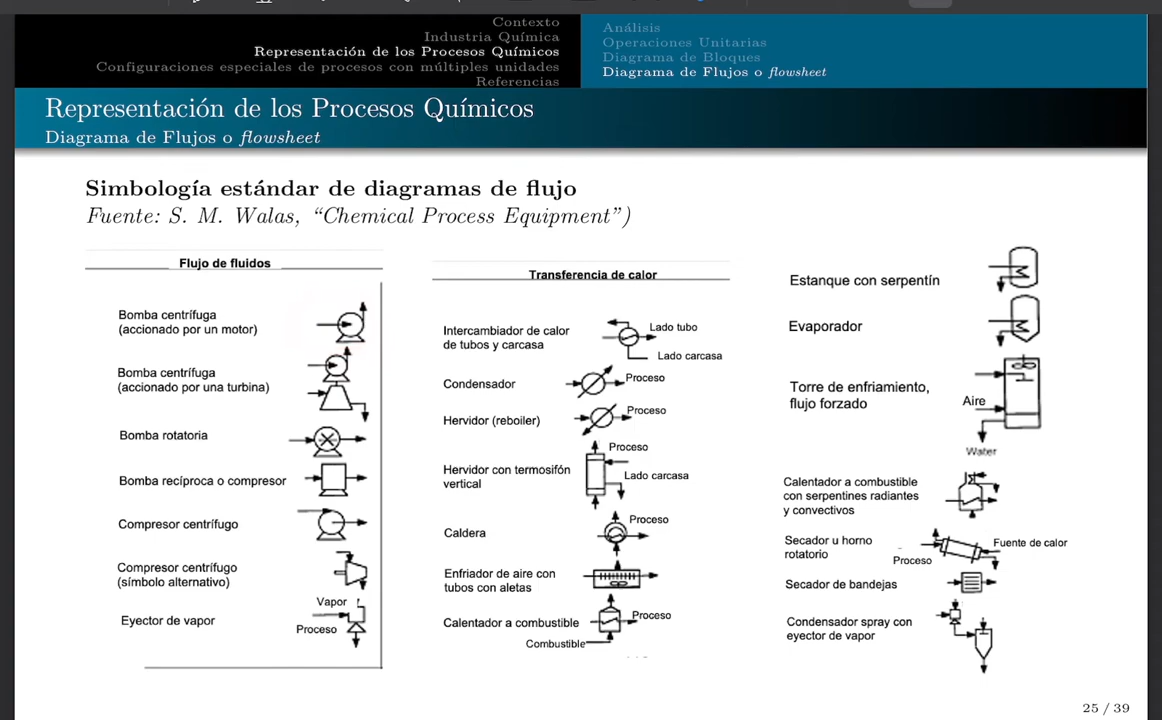 Contexto
Industria Química
Representación de los Procesos Químicos
Configuraciones especiales de procesos con múltiples unidades
Referencias
Análisis
Operaciones Unitarias
Diagrama de Bloques
Diagrama de Flujos o flowsheet
Representación de los Procesos Químicos
Diagrama de Flujos o flowsheet
Simbología estándar de diagramas de flujo
Fuente: S. M. Walas, “Chemical Process Equipment”)
Flujo de fluidos
Bomba centrífuga
(accionado por un motor)
Bomba centrífuga
(accionado por una turbina)
Bomba rotatoria
Bomba recíproca o compresor
Compresor centrífugo
Compresor centrífugo
(símbolo alternativo)
Vapor
Eyector de vapor
Proceso
Transferencia de calor
Intercambiador de calor
de tubos y carcasa
Lado tubo
Lado carcasa
Condensador
Proceso
Hervidor (reboiler)
Proceso
Proceso
Hervidor con termosifón
vertical
Lado carcasa
Proceso
Caldera
Enfriador de aire con
tubos con aletas
Calentador a combustible
Proceso
Combustible
Estanque con serpentín
Evaporador
Torre de enfriamiento,
flujo forzado
Aire
Water
Calentador a combustible
con serpentines radiantes
y convectivos
Secador u horno
rotatorio
Proceso
Fuente de calor
Secador de bandejas
Condensador spray con
eyector de vapor
25 / 39